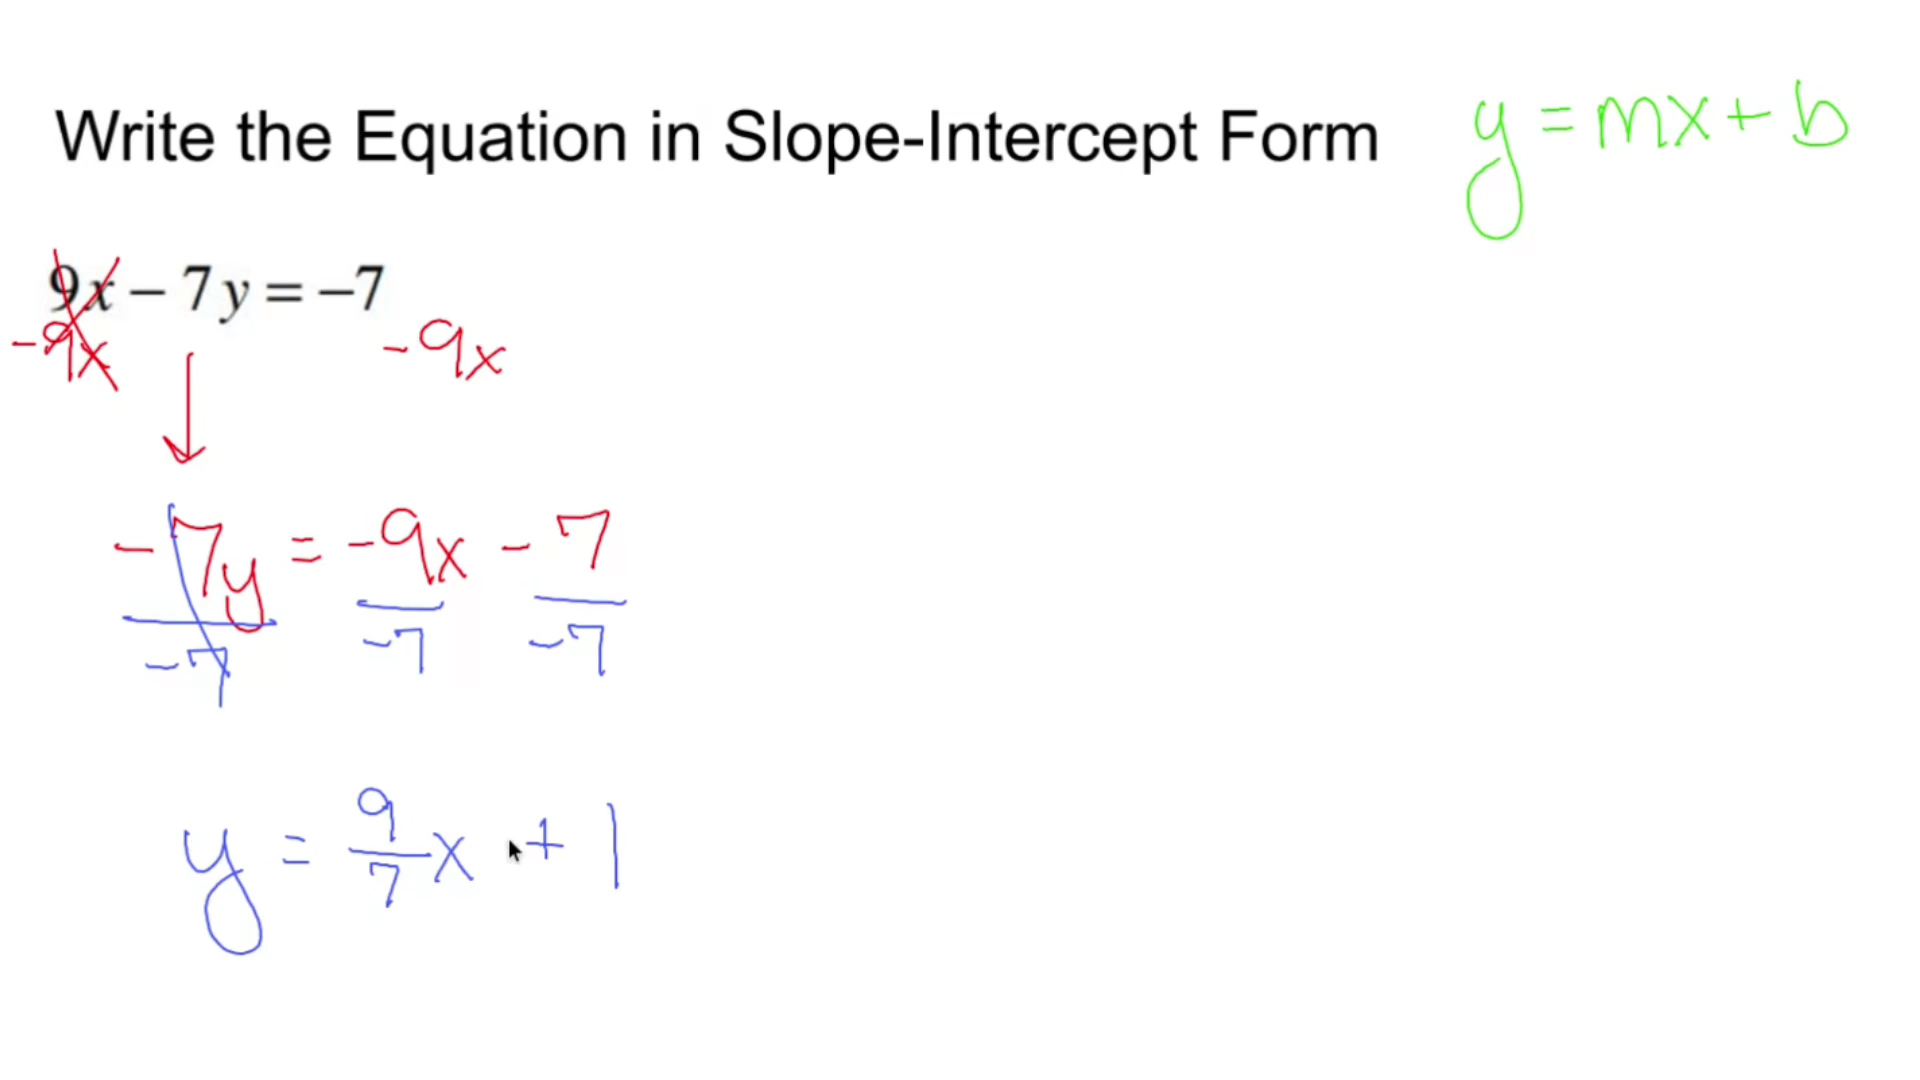 Write the Equation in Slope-Intercept Form y = mx + b
9x – 7y = –7
-9x -9x
-7y = -9x - 7
-7 -7 -7
y = 9/7 x + 1